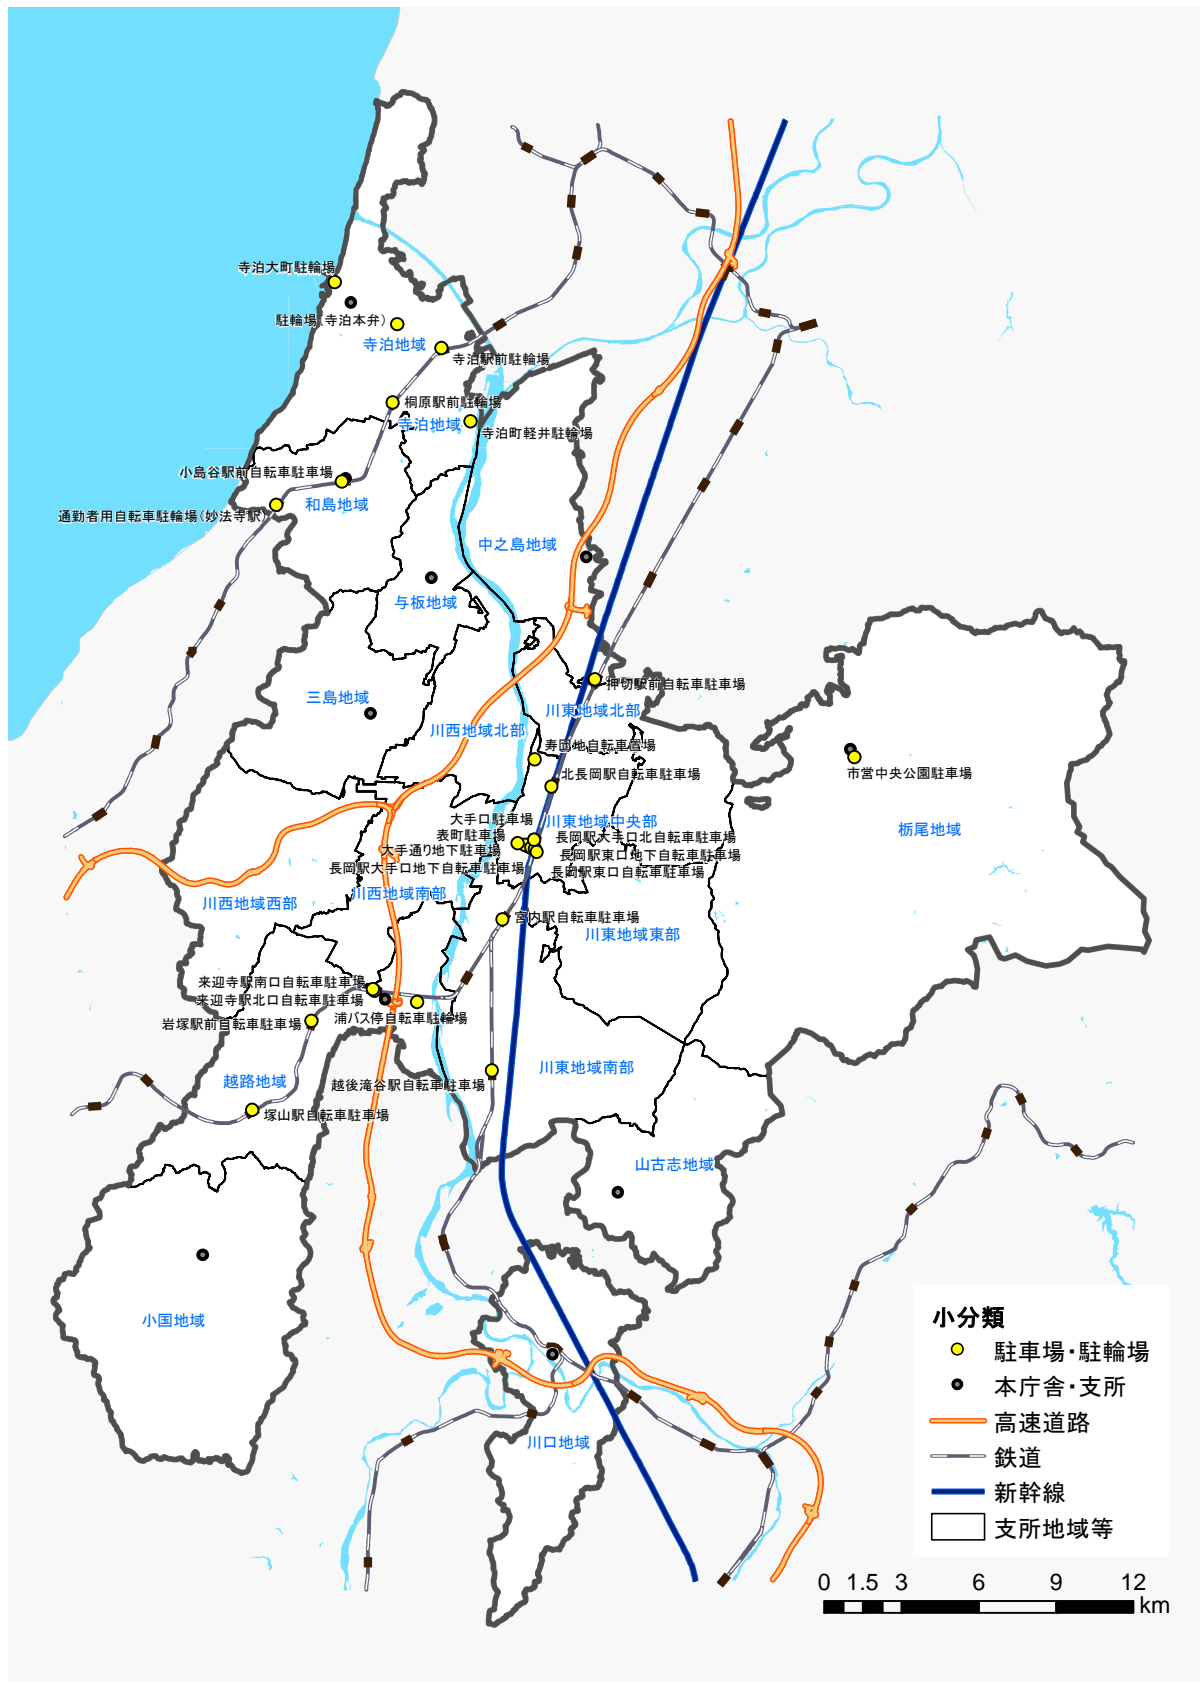 寺泊大町駐輪場
駐輪場(寺泊本弁)
寺泊地域
寺泊駅前駐輪場
桐原駅前駐輪場
寺泊地域
寺泊町軽井駐輪場
小島谷駅前自転車駐車場
和島地域
通勤者用自転車駐輪場(妙法寺駅)
中之島地域
与板地域
押切駅前自転車駐車場
三島地域
川東地域北部
川西地域北部
寿団地自転車置場
北長岡駅自転車駐車場
市営中央公園駐車場
大手口駐車場
川東地域中央部
栃尾地域
表町駐車場
長岡駅大手口北自転車駐車場
大手通り地下駐車場
長岡駅東口地下自転車駐車場
長岡駅大手口地下自転車駐車場
長岡駅東口自転車駐車場
川西地域南部
川西地域西部
宮内駅自転車駐車場
川東地域東部
来迎寺駅南口自転車駐車場
来迎寺駅北口自転車駐車場
浦バス停自転車駐輪場
岩塚駅前自転車駐車場
川東地域南部
越路地域
越後滝谷駅自転車駐車場
塚山駅自転車駐車場
山古志地域
小国地域
川口地域
小分類
駐車場・駐輪場
本庁舎・支所
高速道路
鉄道
新幹線
支所地域等
0 1.5 3 6 9 12
km